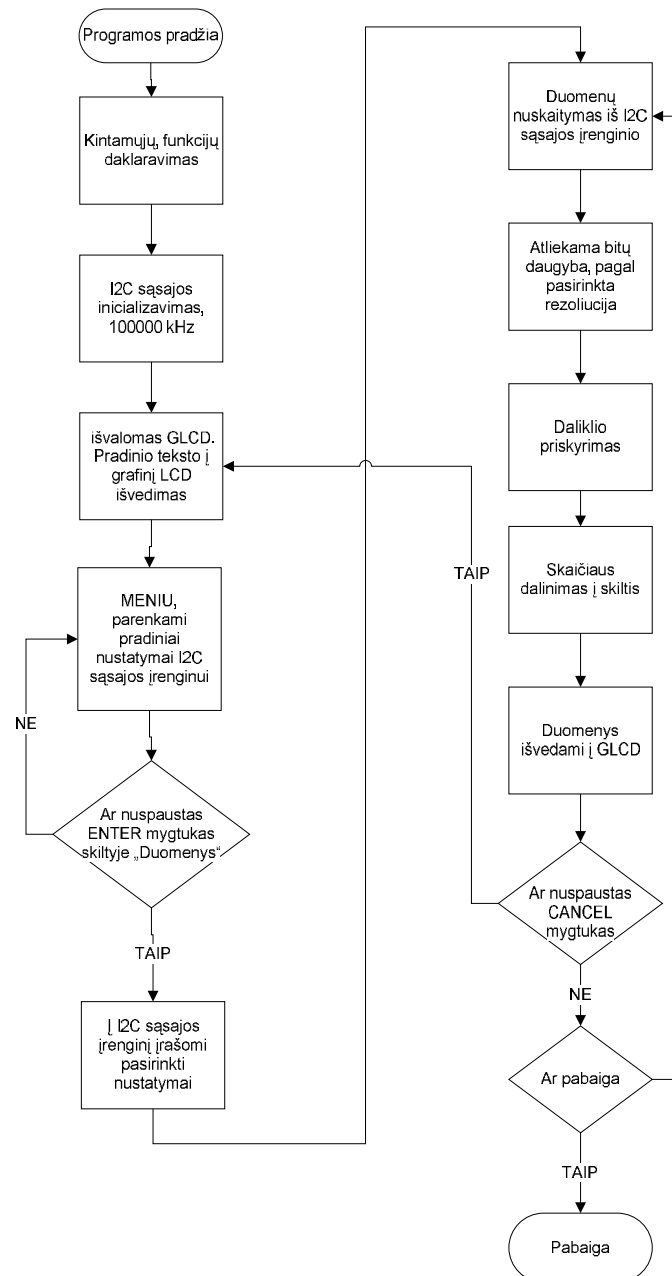 Programos pradžia
Kintamųjų, funkcijų
daklaravimas
I2C sąsajos
inicializavimas,
100000 kHz
išvalomas GLCD.
Pradinio teksto į
grafinį LCD
išvedimas
MENIU,
parenkami
pradiniai
nustatymai I2C
sąsajos įrenginui
NE
Ar nuspaustas
ENTER mygtukas
skiltyje „Duomenys“
TAIP
Į I2C sąsajos
įrenginį įrašomi
pasirinkti
nustatymai
Duomenų
nuskaitymas iš I2C
sąsajos įrenginio
Atliekama bitų
daugyba, pagal
pasirinkta
rezoliucija
Daliklio
priskyrimas
Skaičiaus
dalinimas į skiltis
Duomenys
išvedami į GLCD
Ar nuspaustas
CANCEL
mygtukas
TAIP
NE
Ar pabaiga
TAIP
Pabaiga